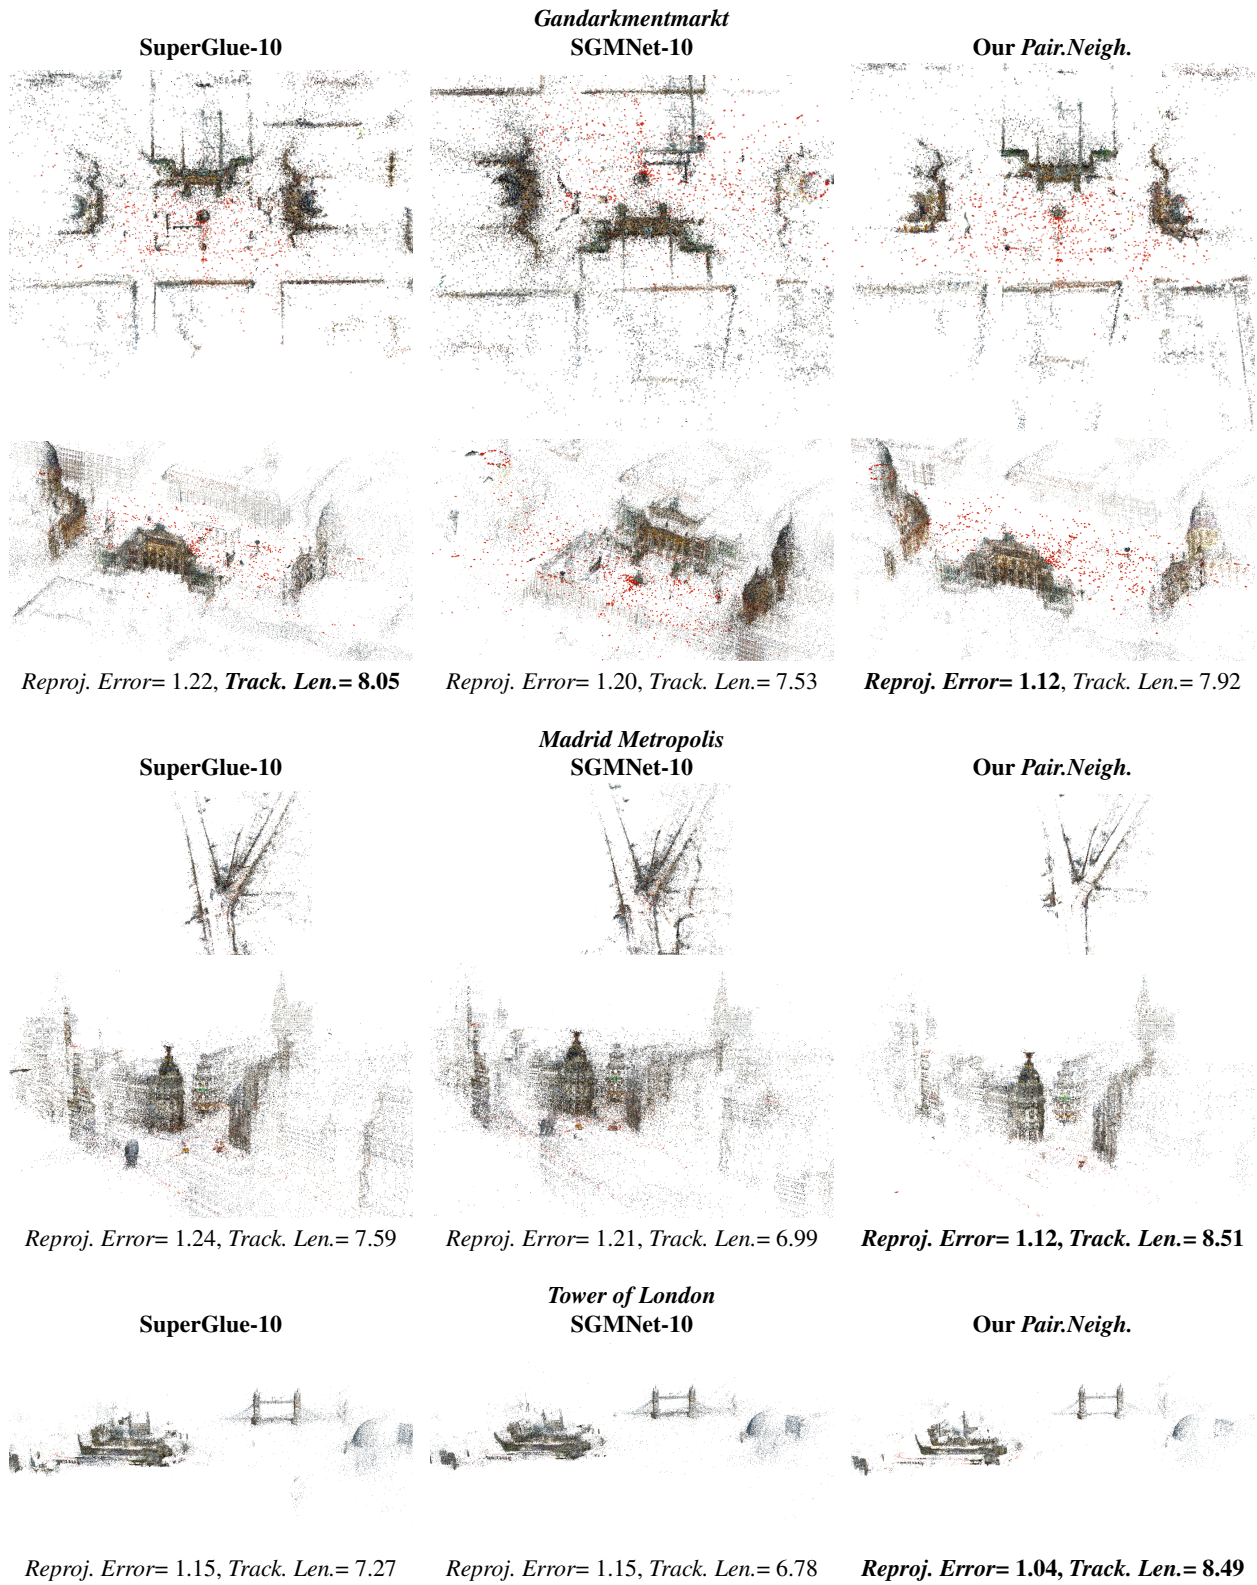 Gandarkmentmarkt
SuperGlue-10 SGMNet-10 Our Pair.Neigh.
Reproj. Error= 1.22, Track. Len.= 8.05 Reproj. Error= 1.20, Track. Len.= 7.53 Reproj. Error= 1.12, Track. Len.= 7.92
Madrid Metropolis
SuperGlue-10 SGMNet-10 Our Pair.Neigh.
Reproj. Error= 1.24, Track. Len.= 7.59 Reproj. Error= 1.21, Track. Len.= 6.99 Reproj. Error= 1.12, Track. Len.= 8.51
Tower of London
SuperGlue-10 SGMNet-10 Our Pair.Neigh.
Reproj. Error= 1.15, Track. Len.= 7.27 Reproj. Error= 1.15, Track. Len.= 6.78 Reproj. Error= 1.04, Track. Len.= 8.49